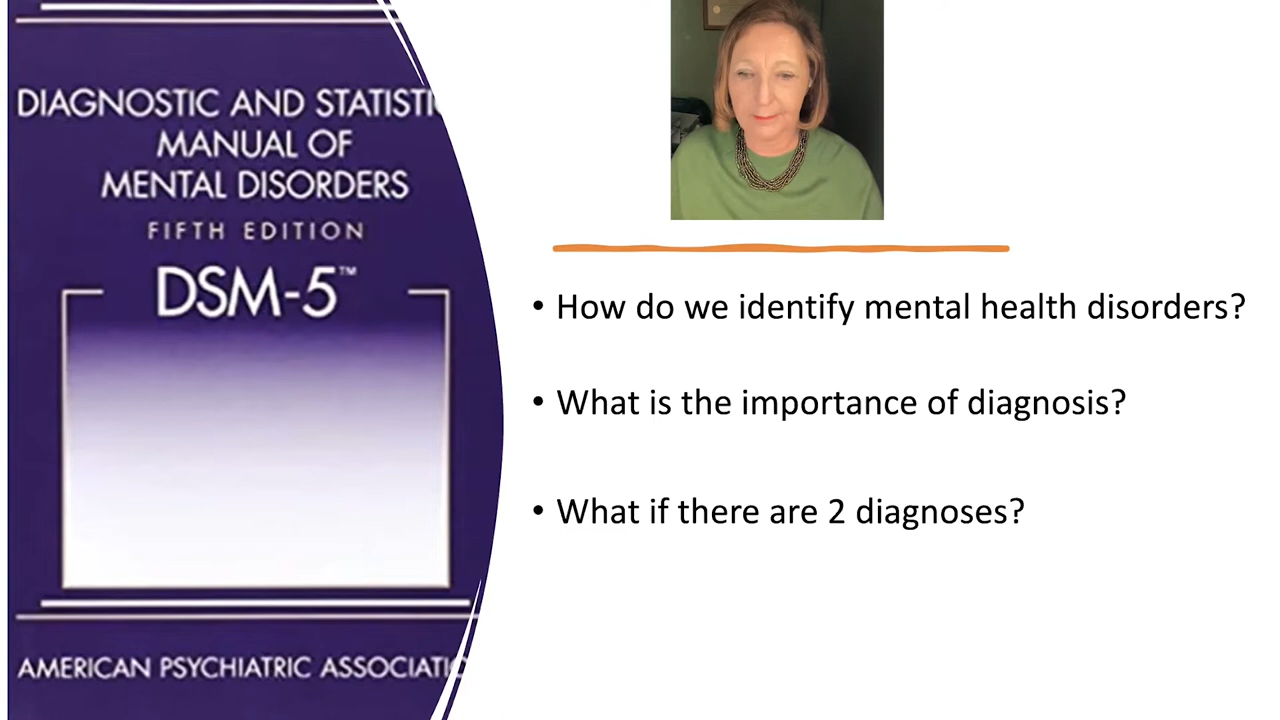 DIAGNOSTIC AND STATISTI
MANUAL OF
MENTAL DISORDERS
FIFTH EDITION
DSM-5™
AMERICAN PSYCHIATRIC ASSOCIATIO
• How do we identify mental health disorders?
• What is the importance of diagnosis?
• What if there are 2 diagnoses?